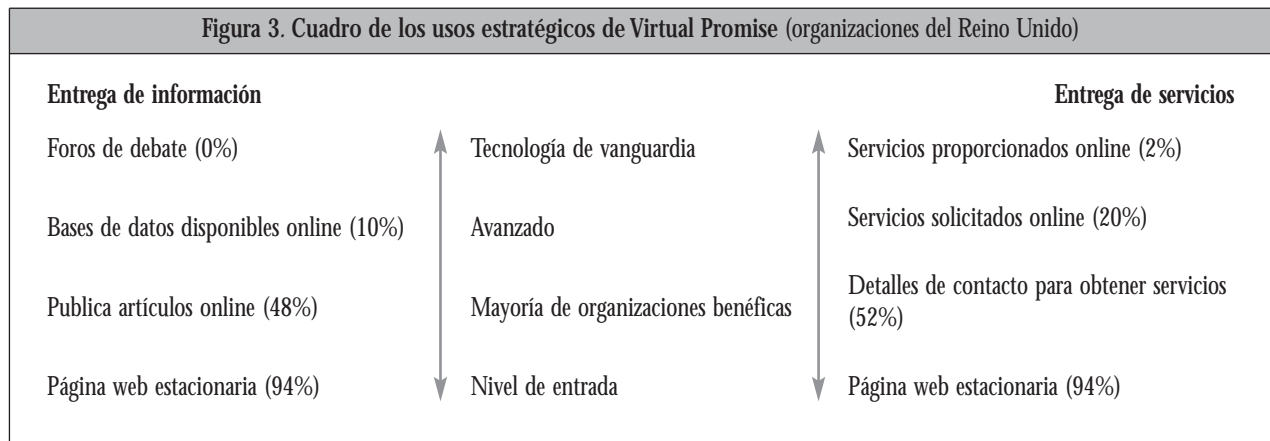 Figura 3. Cuadro de los usos estratégicos de Virtual Promise (organizaciones del Reino Unido)
Entrega de información
Entrega de servicios
Foros de debate (0%)
Tecnología de vanguardia
Servicios proporcionados online (2%)
Bases de datos disponibles online (10%)
Avanzado
Servicios solicitados online (20%)
Publica artículos online (48%)
Mayoría de organizaciones benéficas
Detalles de contacto para obtener servicios
(52%)
Página web estacionaria (94%)
Nivel de entrada
Página web estacionaria (94%)